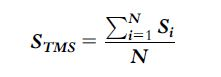 S_{TMS} = \frac{\sum_{i=1}^{N} S_i}{N}